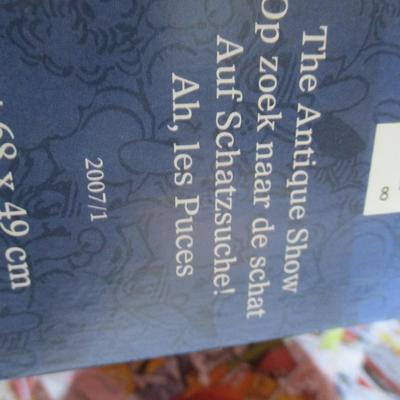 The Antique Show
Op zoek naar de schat
Auf Schatzsuche!
Ah, les Puces
2007/1
68 x 49 cm
8